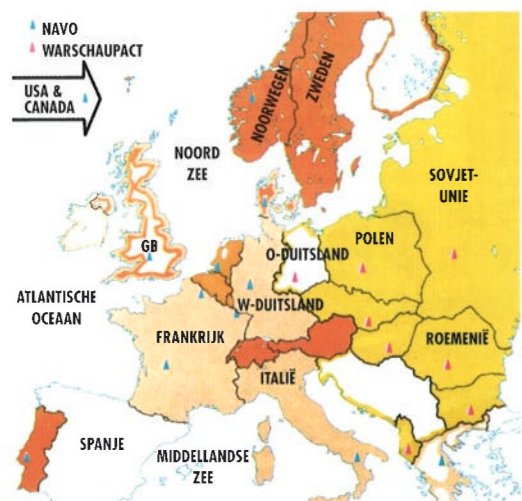 NAVO
WARSCHAUPACT
USA &
CANADA
NOORWEGEN
ZWEDEN
NOORD
ZEE
SOVJET-
UNIE
GB
O-DUITSLAND
POLEN
ATLANTISCHE
OCEAAN
W-DUITSLAND
FRANKRIJK
ROEMENIË
ITALIË
SPANJE
MIDDELLANDSE
ZEE